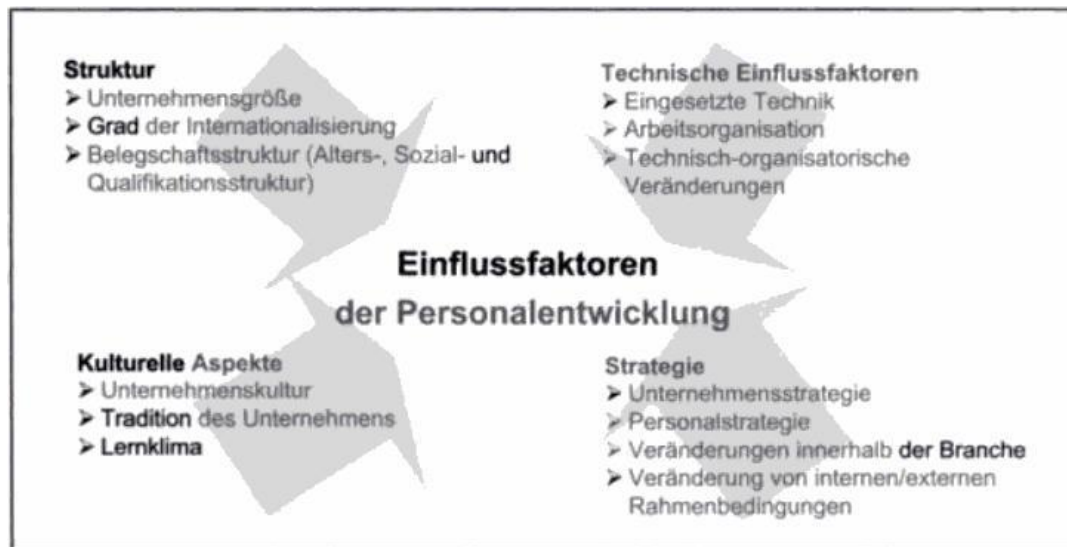 Struktur
➤ Unternehmensgröße
➤ Grad der Internationalisierung
➤ Belegschaftsstruktur (Alters-, Sozial- und
Qualifikationsstruktur)
Technische Einflussfaktoren
➤ Eingesetzte Technik
➤ Arbeitsorganisation
➤ Technisch-organisatorische
Veränderungen
Einflussfaktoren
der Personalentwicklung
Kulturelle Aspekte
➤ Unternehmenskultur
➤ Tradition des Unternehmens
➤ Lernklima
Strategie
➤ Unternehmensstrategie
➤ Personalstrategie
➤ Veränderungen innerhalb der Branche
➤ Veränderung von internen/externen
Rahmenbedingungen